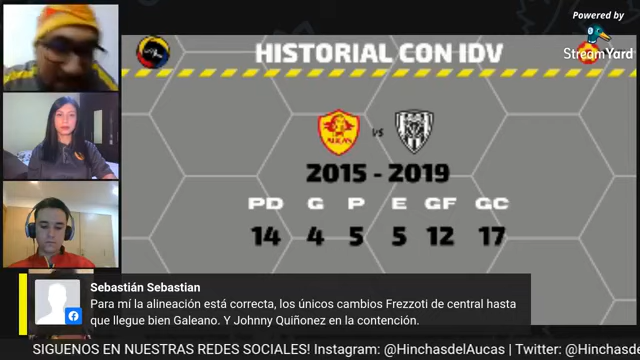 Powered by
StreamYard
HISTORIAL CON IDV
AUCAS
VS
2015 - 2019
PD G P E GF GC
14 4 5 5 12 17
Sebastián Sebastian
Para mí la alineación está correcta, los únicos cambios Frezzoti de central hasta
que llegue bien Galeano. Y Johnny Quiñonez en la contención.
SIGUENOS EN NUESTRAS REDES SOCIALES! Instagram: @HinchasdelAucas | Twitter: @Hinchasde